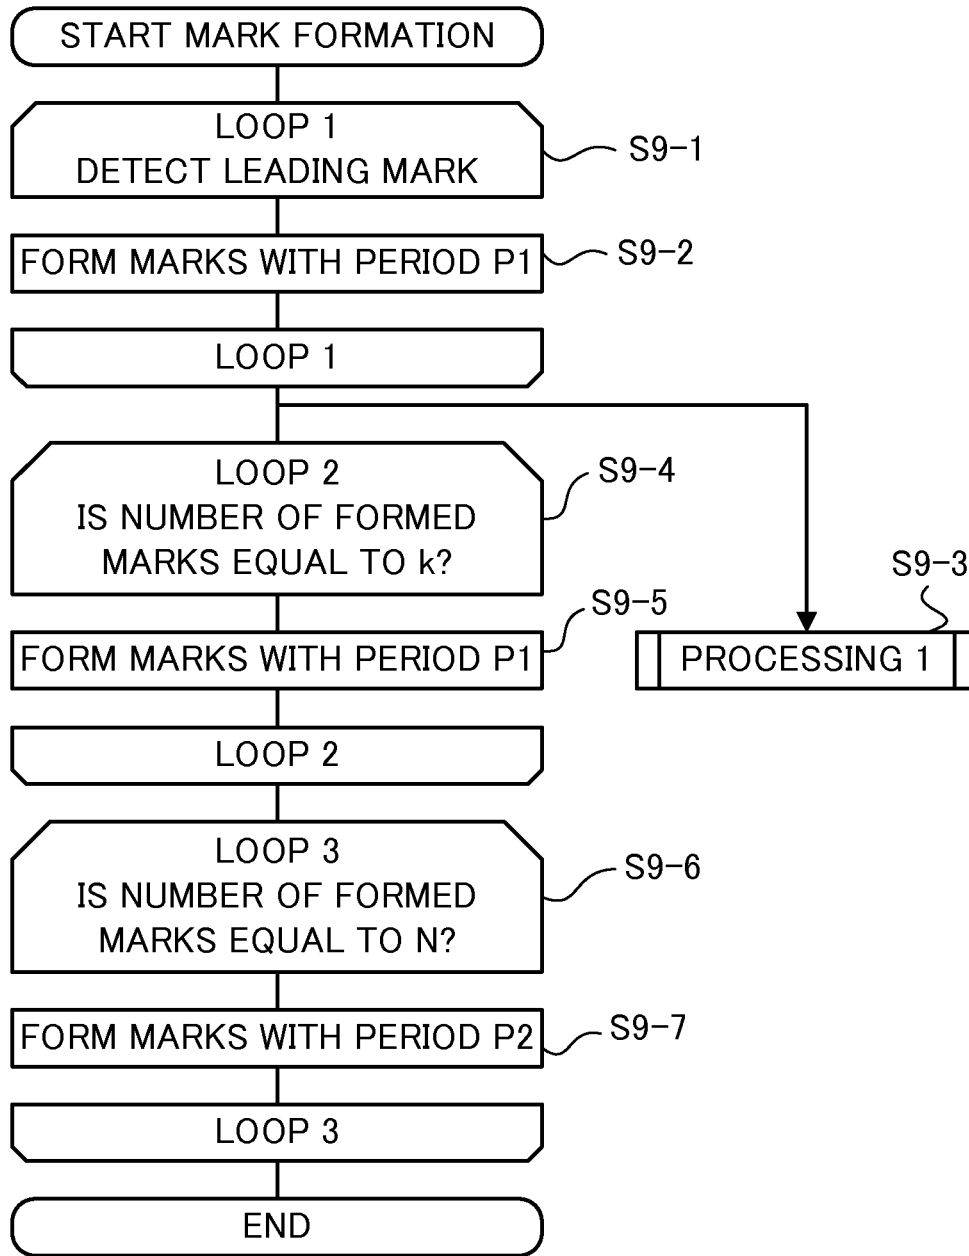 START MARK FORMATION
LOOP 1
DETECT LEADING MARK
S9-1
FORM MARKS WITH PERIOD P1
S9-2
LOOP 1
LOOP 2
IS NUMBER OF FORMED
MARKS EQUAL TO k?
S9-4
S9-3
FORM MARKS WITH PERIOD P1
S9-5
PROCESSING 1
LOOP 2
LOOP 3
IS NUMBER OF FORMED
MARKS EQUAL TO N?
S9-6
FORM MARKS WITH PERIOD P2
S9-7
LOOP 3
END